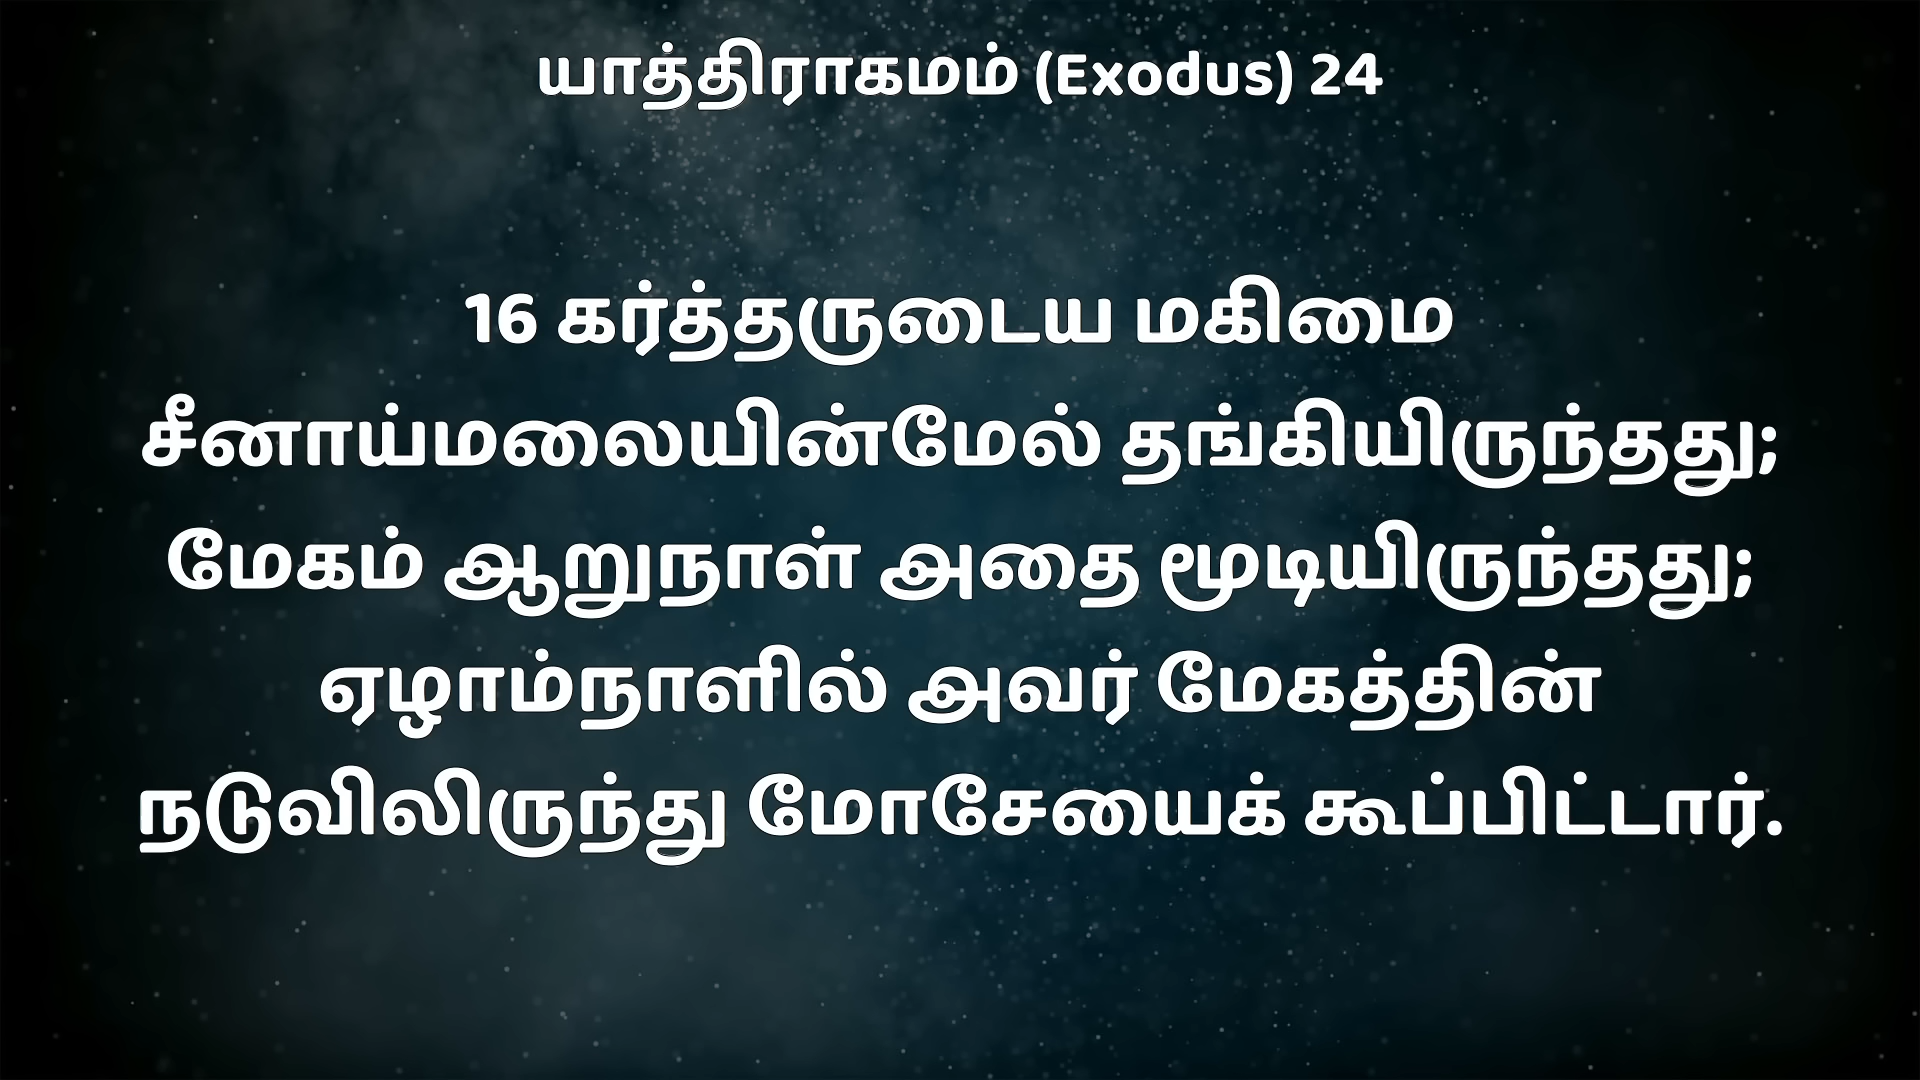 யாத்திராகமம் (Exodus) 24
16 கர்த்தருடைய மகிமை
சீனாய்மலையின்மேல் தங்கியிருந்தது;
மேகம் ஆறுநாள் அதை மூடியிருந்தது;
ஏழாம்நாளில் அவர் மேகத்தின்
நடுவிலிருந்து மோசேயைக் கூப்பிட்டார்.